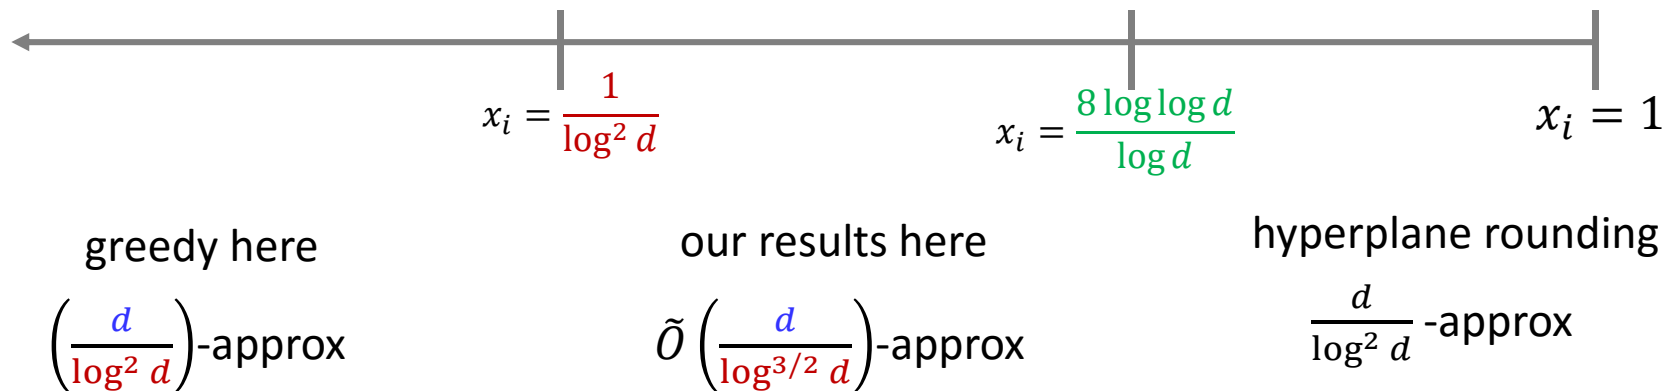 x_i = 1/log² d
x_i = 8 log log d/log d
x_i = 1
greedy here
our results here
hyperplane rounding
(d/log² d)-approx
Õ(d/log^{3/2} d)-approx
d/log² d -approx